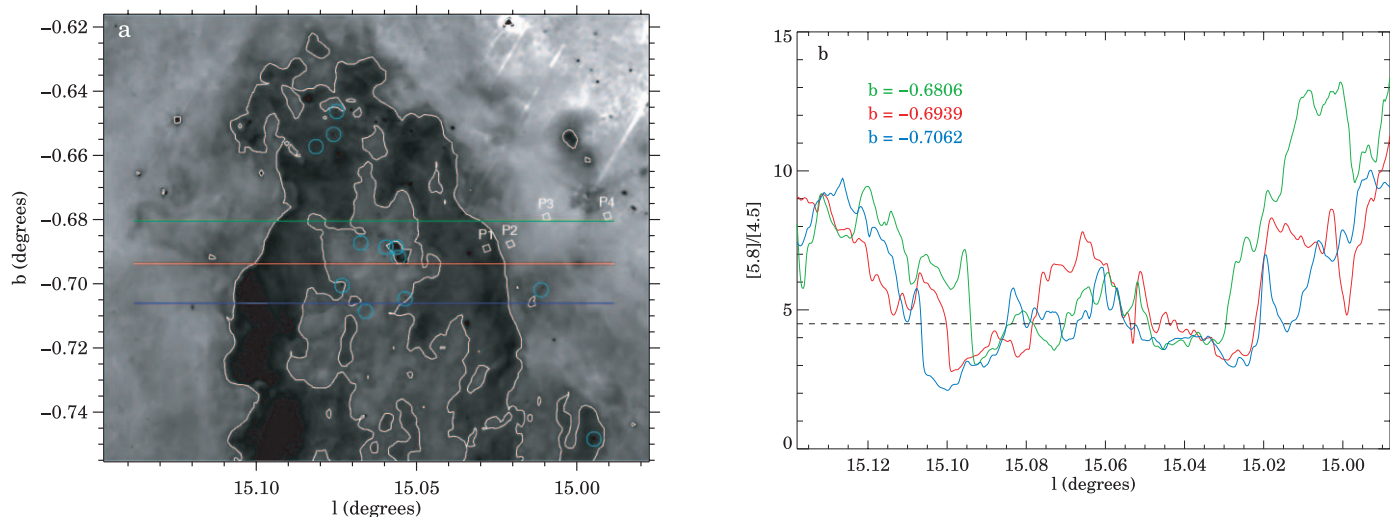 a
b (degrees)
−0.62
−0.64
−0.66
−0.68
−0.70
−0.72
−0.74
P3
P4
P1
P2
15.10
15.05
15.00
l (degrees)
b
[5.8]/[4.5]
15
10
5
0
b = −0.6806
b = −0.6939
b = −0.7062
15.12
15.10
15.08
15.06
15.04
15.02
15.00
l (degrees)